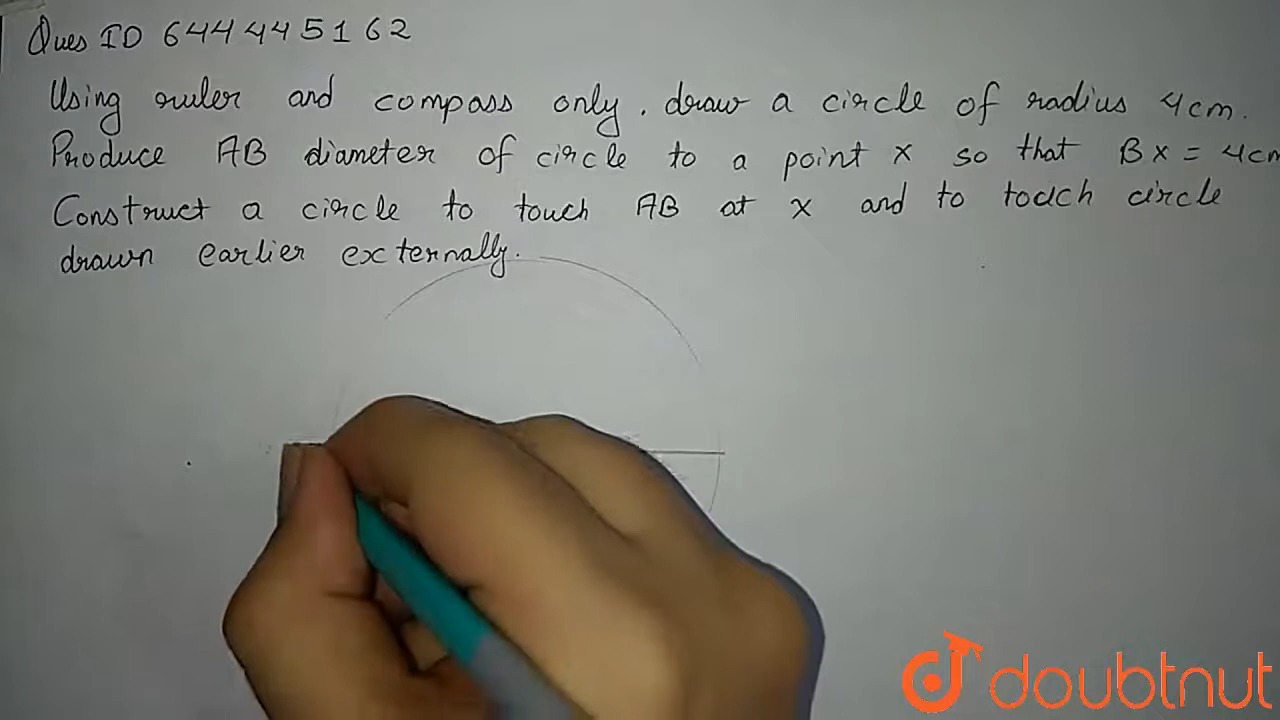 Ques ID 644445162
Using ruler and compass only. draw a circle of radius 4cm.
Produce AB diameter of circle to a point X so that BX = 4cm
Construct a circle to touch AB at X and to touch circle
drawn earlier externally.
doubtnut